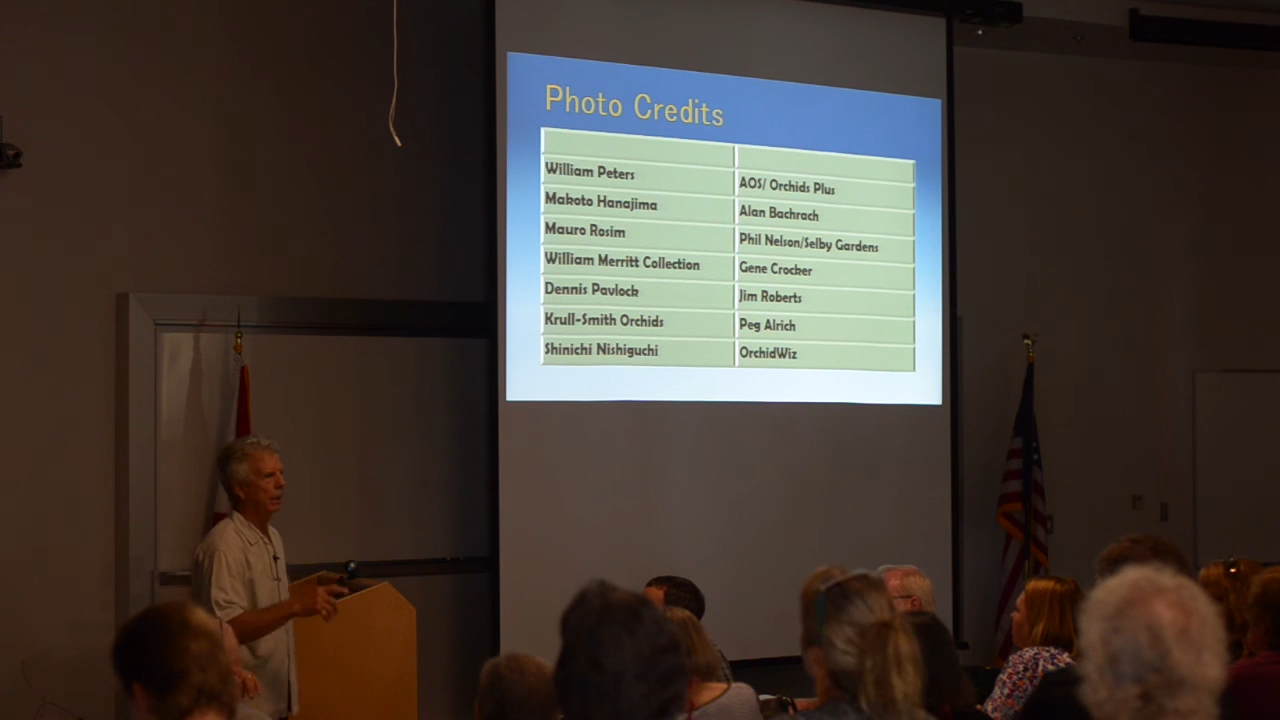 Photo Credits
William Peters
AOS/ Orchids Plus
Makoto Hanajima
Alan Bachrach
Mauro Rosim
Phil Nelson/Selby Gardens
William Merritt Collection
Gene Crocker
Dennis Pavlock
Jim Roberts
Krull-Smith Orchids
Peg Alrich
Shinichi Nishiguchi
OrchidWiz